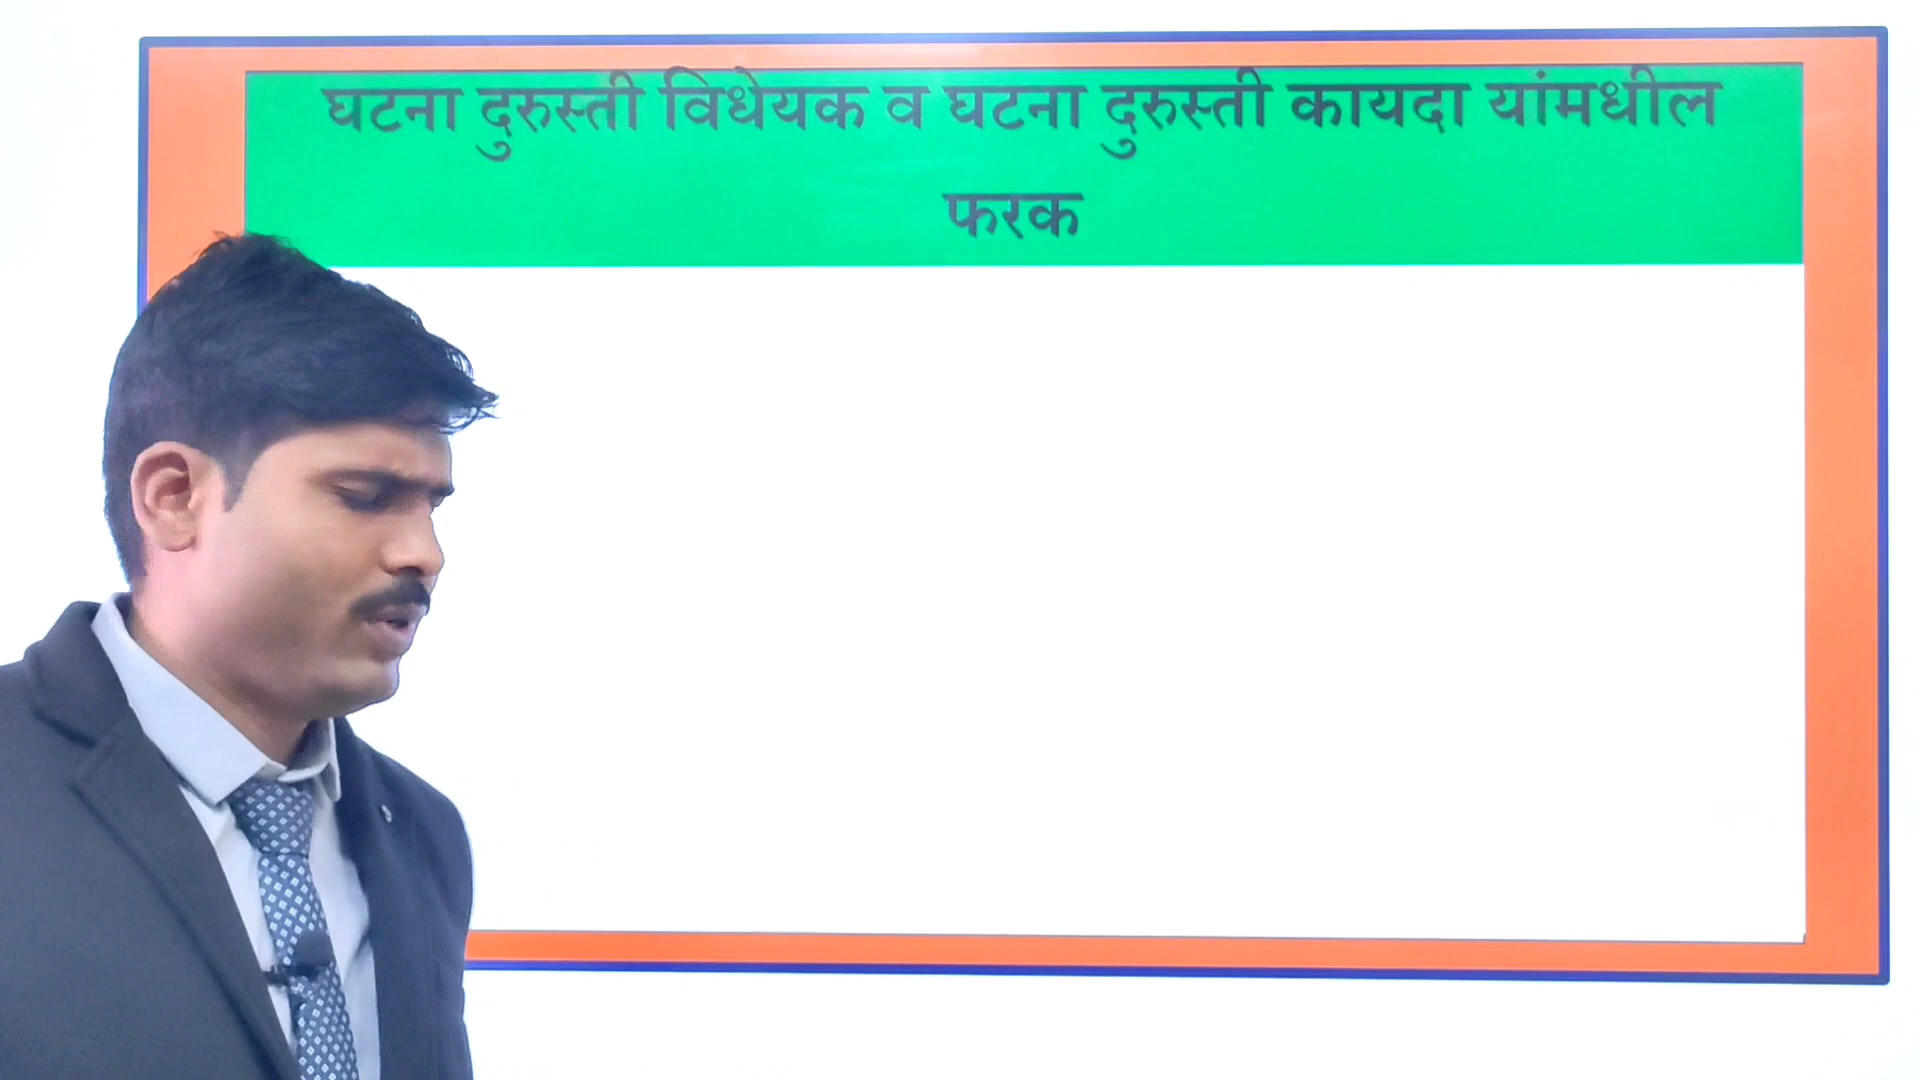 घटना दुरुस्ती विधेयक व घटना दुरुस्ती कायदा यांमधील
फरक